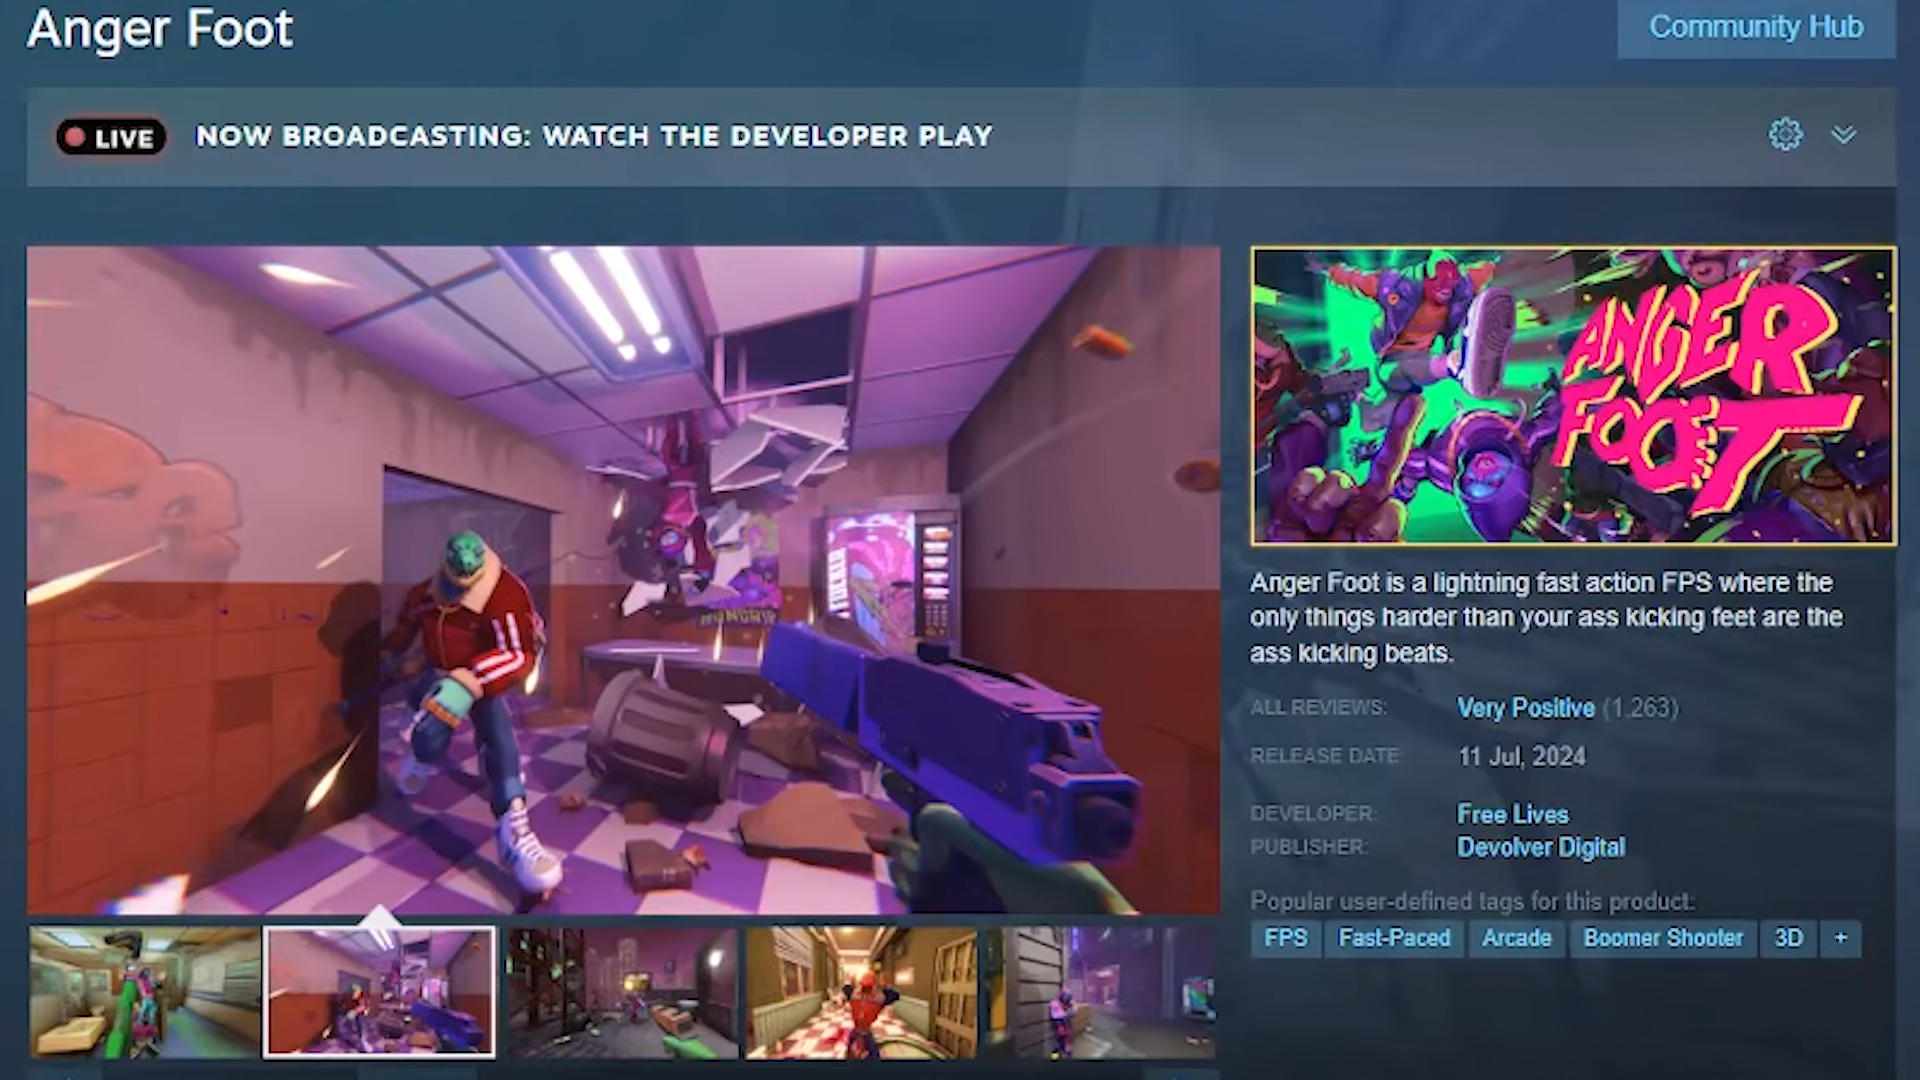 Anger Foot
Community Hub
LIVE
NOW BROADCASTING: WATCH THE DEVELOPER PLAY
ANGER
FOOT
Anger Foot is a lightning fast action FPS where the
only things harder than your ass kicking feet are the
ass kicking beats.
ALL REVIEWS: Very Positive (1,263)
RELEASE DATE: 11 Jul, 2024
DEVELOPER: Free Lives
PUBLISHER: Devolver Digital
Popular user-defined tags for this product:
FPS Fast-Paced Arcade Boomer Shooter 3D +